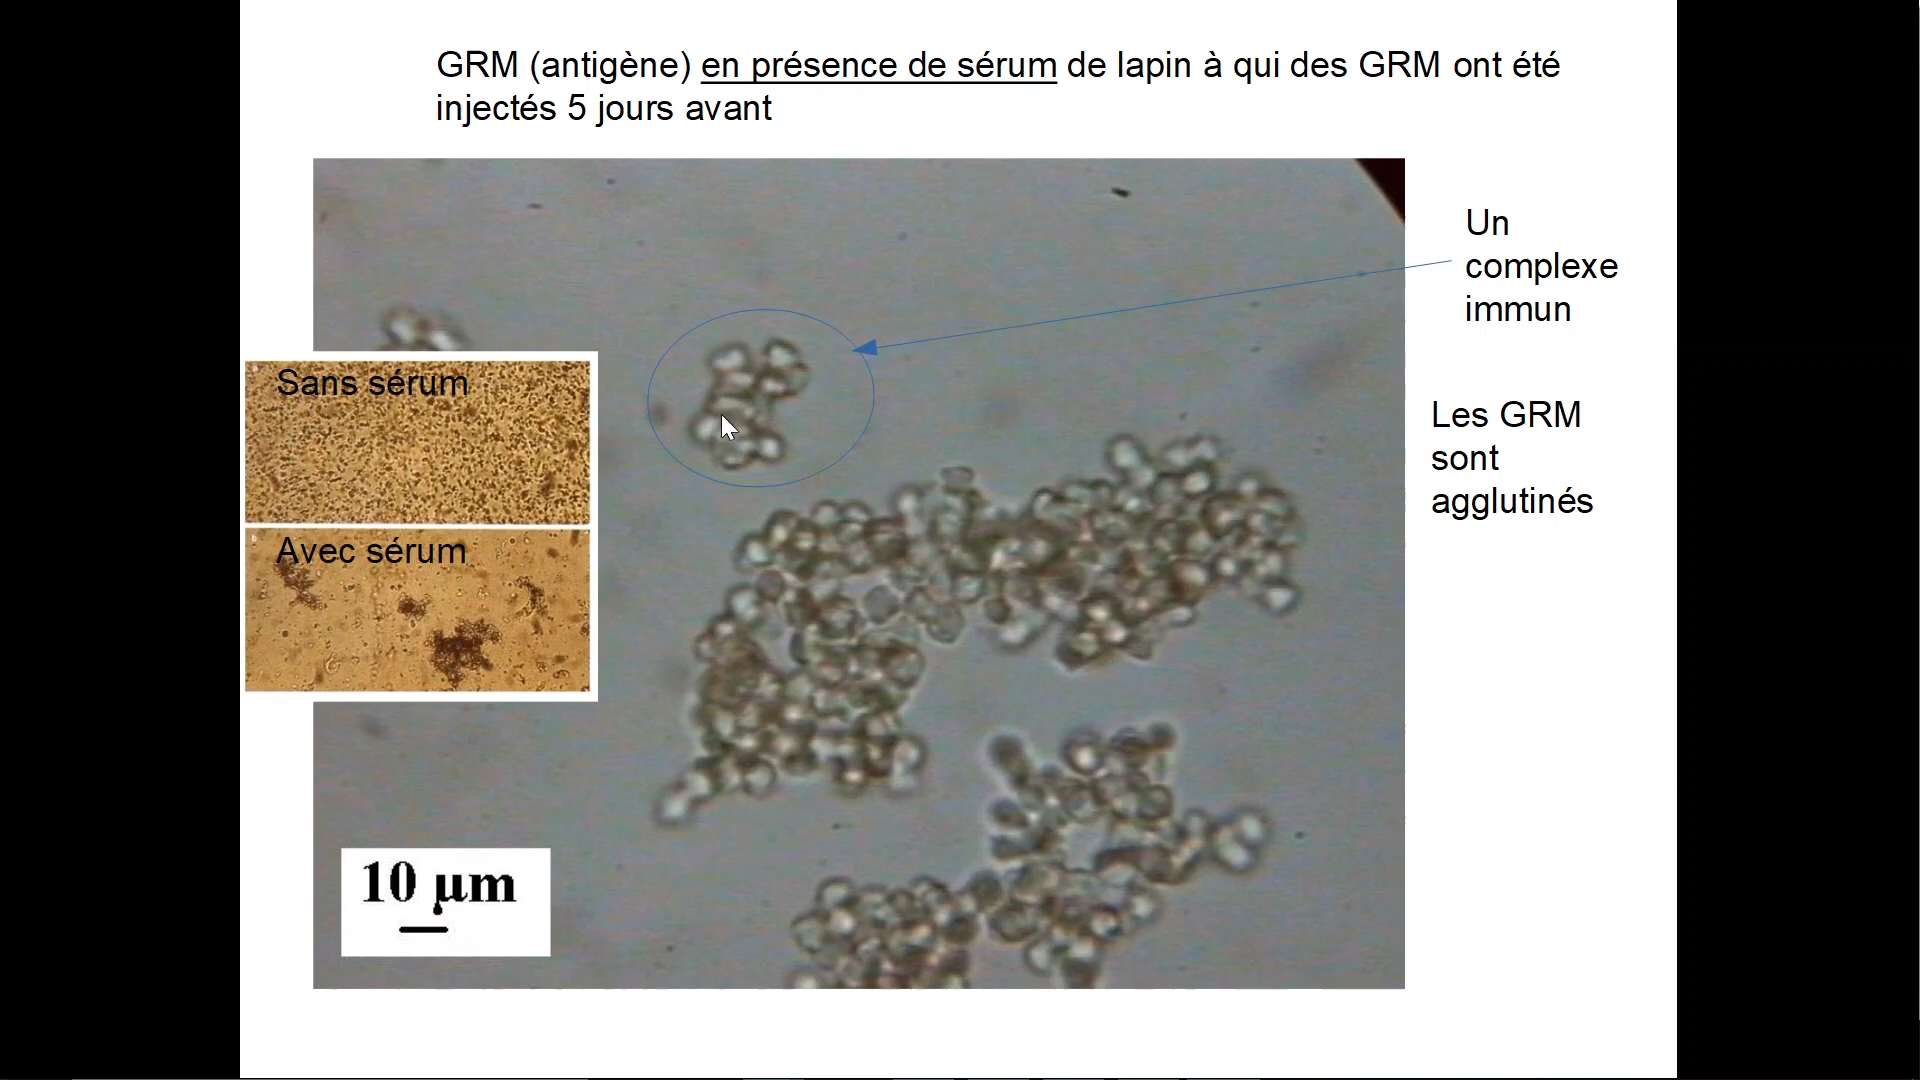 GRM (antigène) en présence de sérum de lapin à qui des GRM ont été
injectés 5 jours avant
Un
complexe
immun
Sans sérum
Les GRM
sont
agglutinés
Avec sérum
10 µm